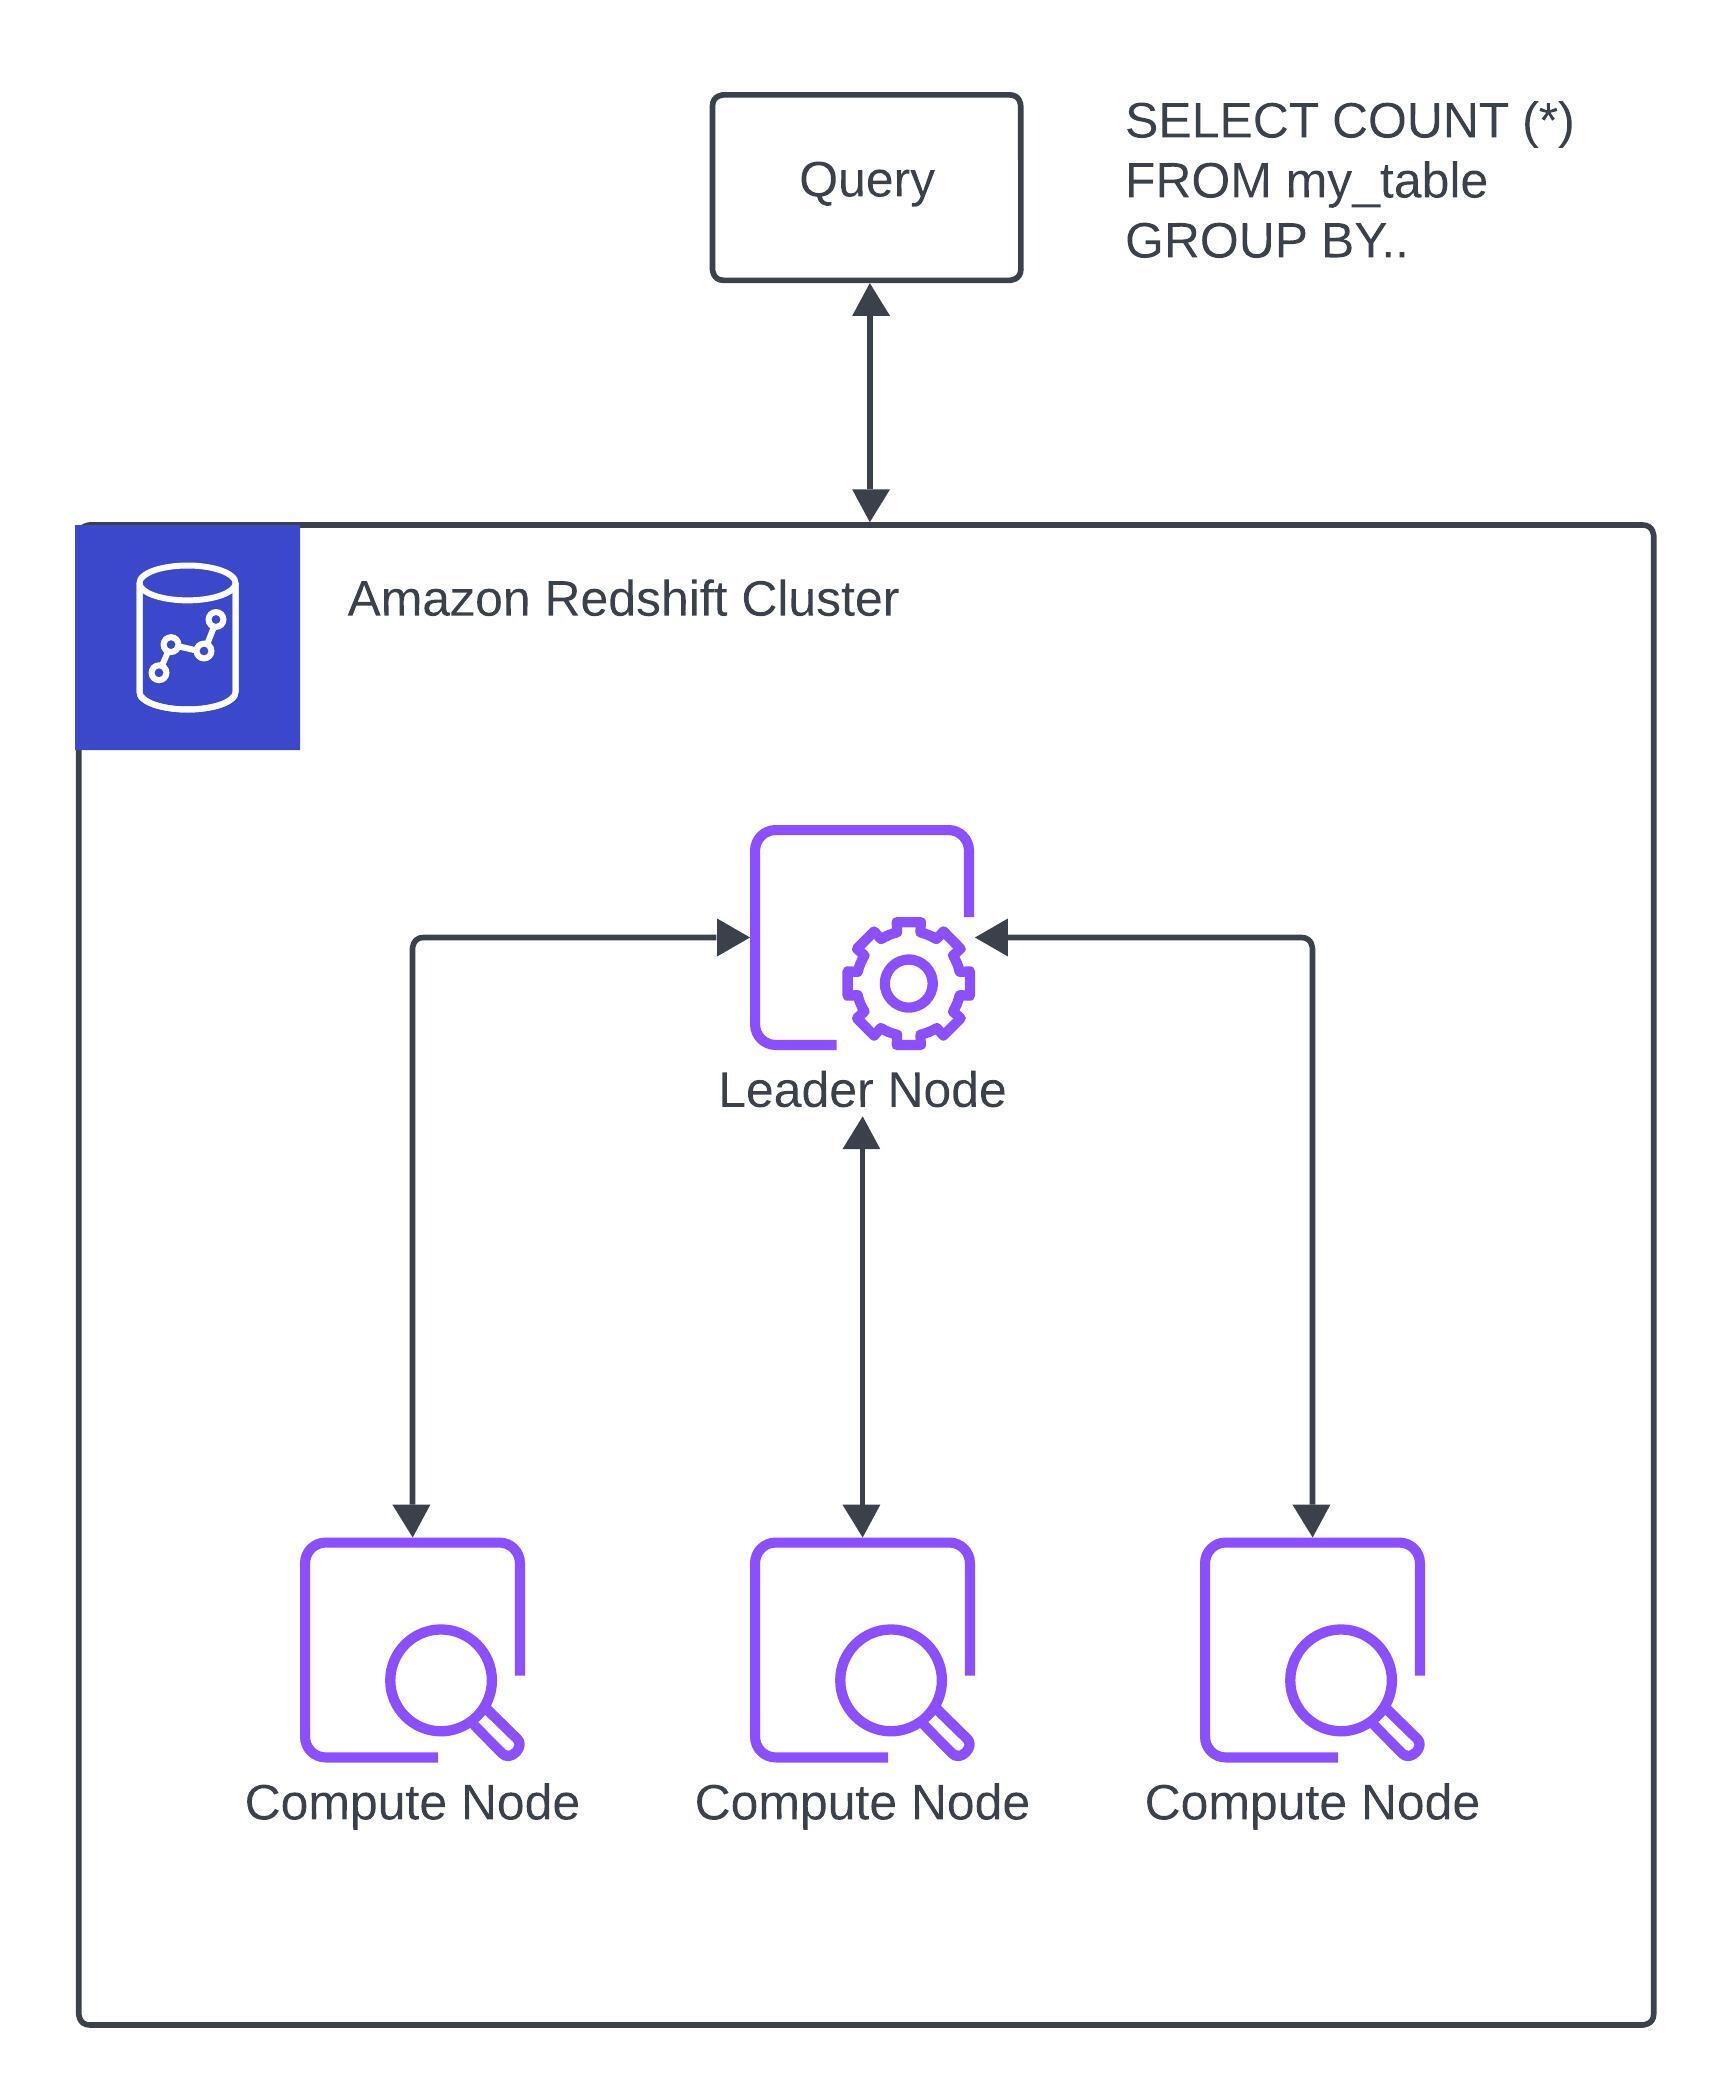 Query
SELECT COUNT (*)
FROM my_table
GROUP BY..
Amazon Redshift Cluster
Leader Node
Compute Node
Compute Node
Compute Node